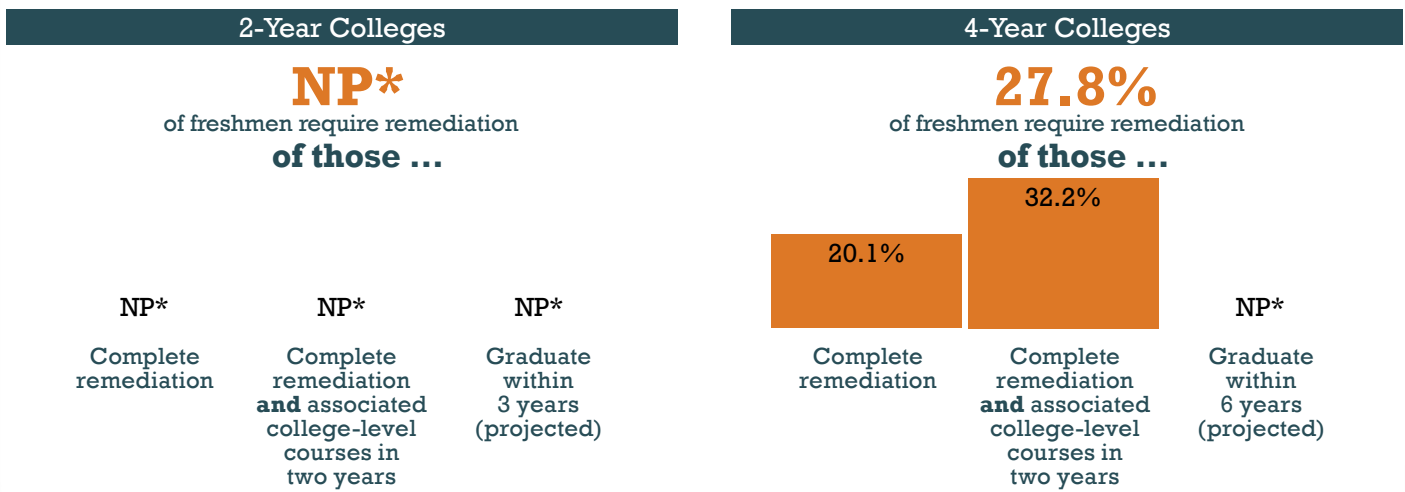 2-Year Colleges
NP*
of freshmen require remediation
of those ...
NP*
NP*
NP*
Complete
remediation
Complete
remediation
and associated
college-level
courses in
two years
Graduate
within
3 years
(projected)
4-Year Colleges
27.8%
of freshmen require remediation
of those ...
20.1%
32.2%
NP*
Complete
remediation
Complete
remediation
and associated
college-level
courses in
two years
Graduate
within
6 years
(projected)